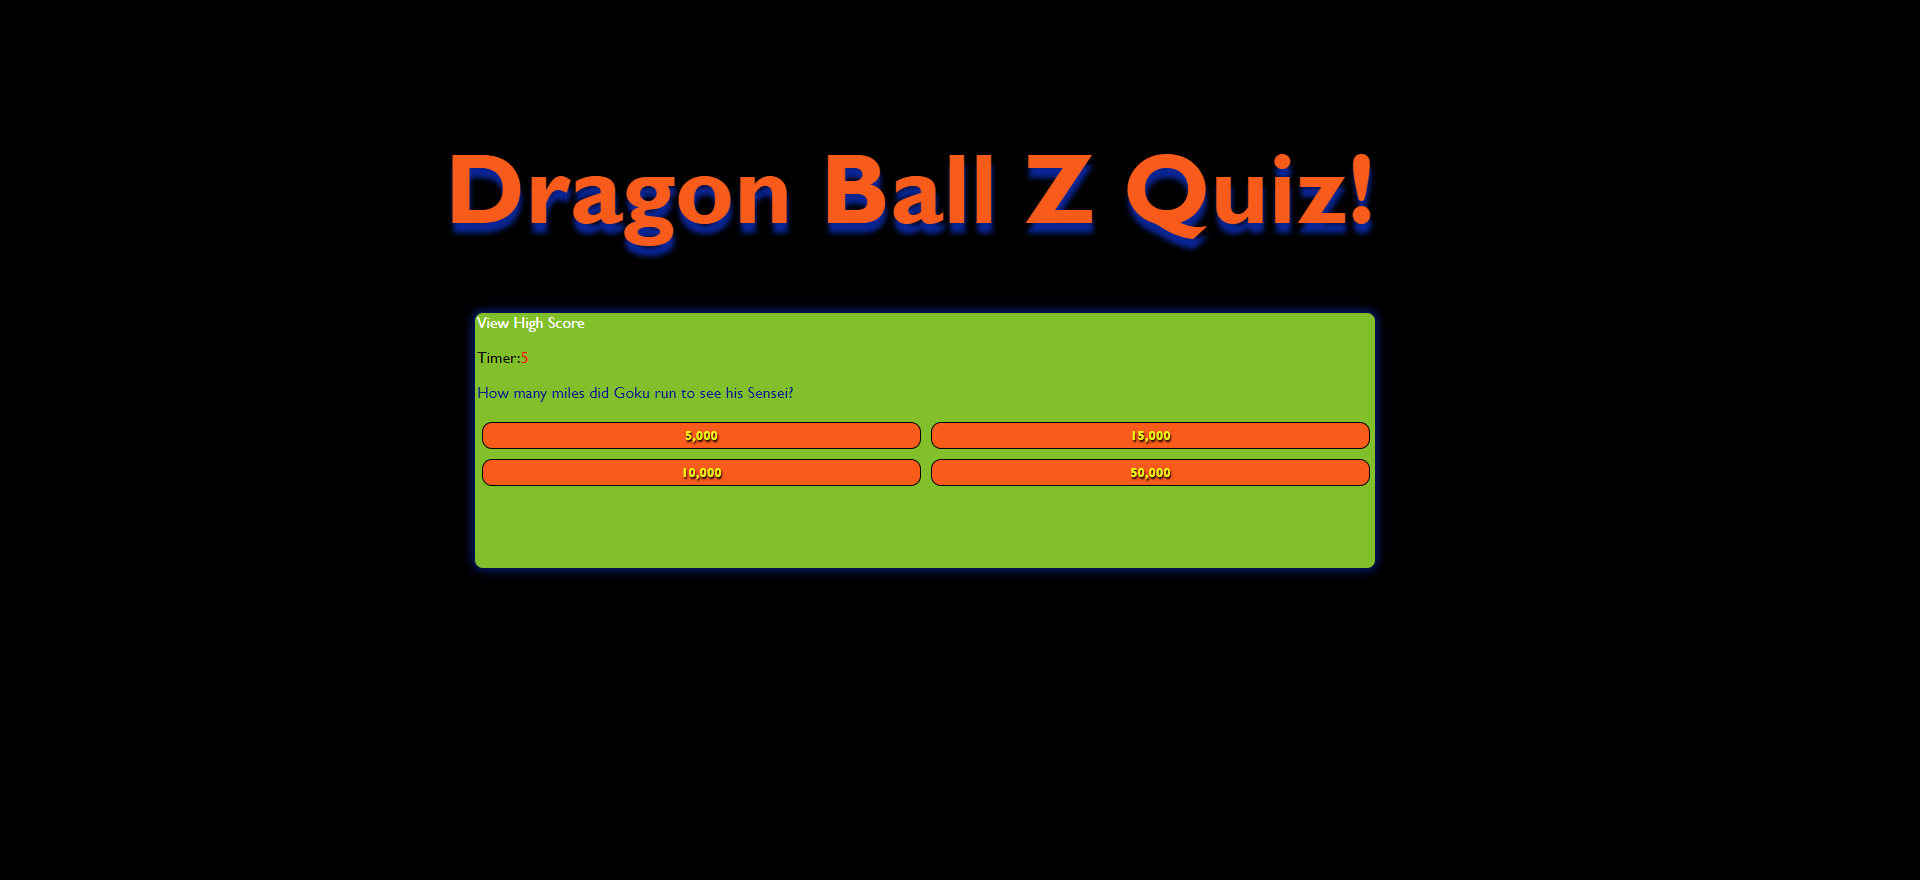 Dragon Ball Z Quiz!
View High Score
Timer:5
How many miles did Goku run to see his Sensei?
5,000
15,000
10,000
50,000